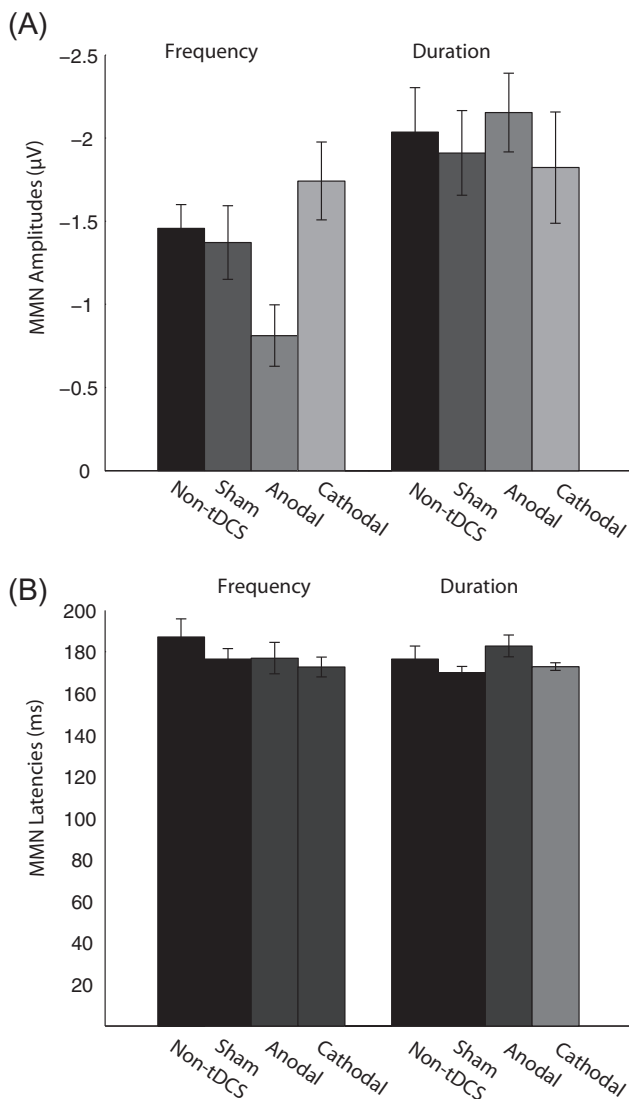 (A)
Frequency Duration
−2.5
−2
−1.5
−1
−0.5
0
MMN Amplitudes (µV)
Non-tDCS Sham Anodal Cathodal Non-tDCS Sham Anodal Cathodal
(B)
Frequency Duration
200
180
160
140
120
100
80
60
40
20
MMN Latencies (ms)
Non-tDCS Sham Anodal Cathodal Non-tDCS Sham Anodal Cathodal